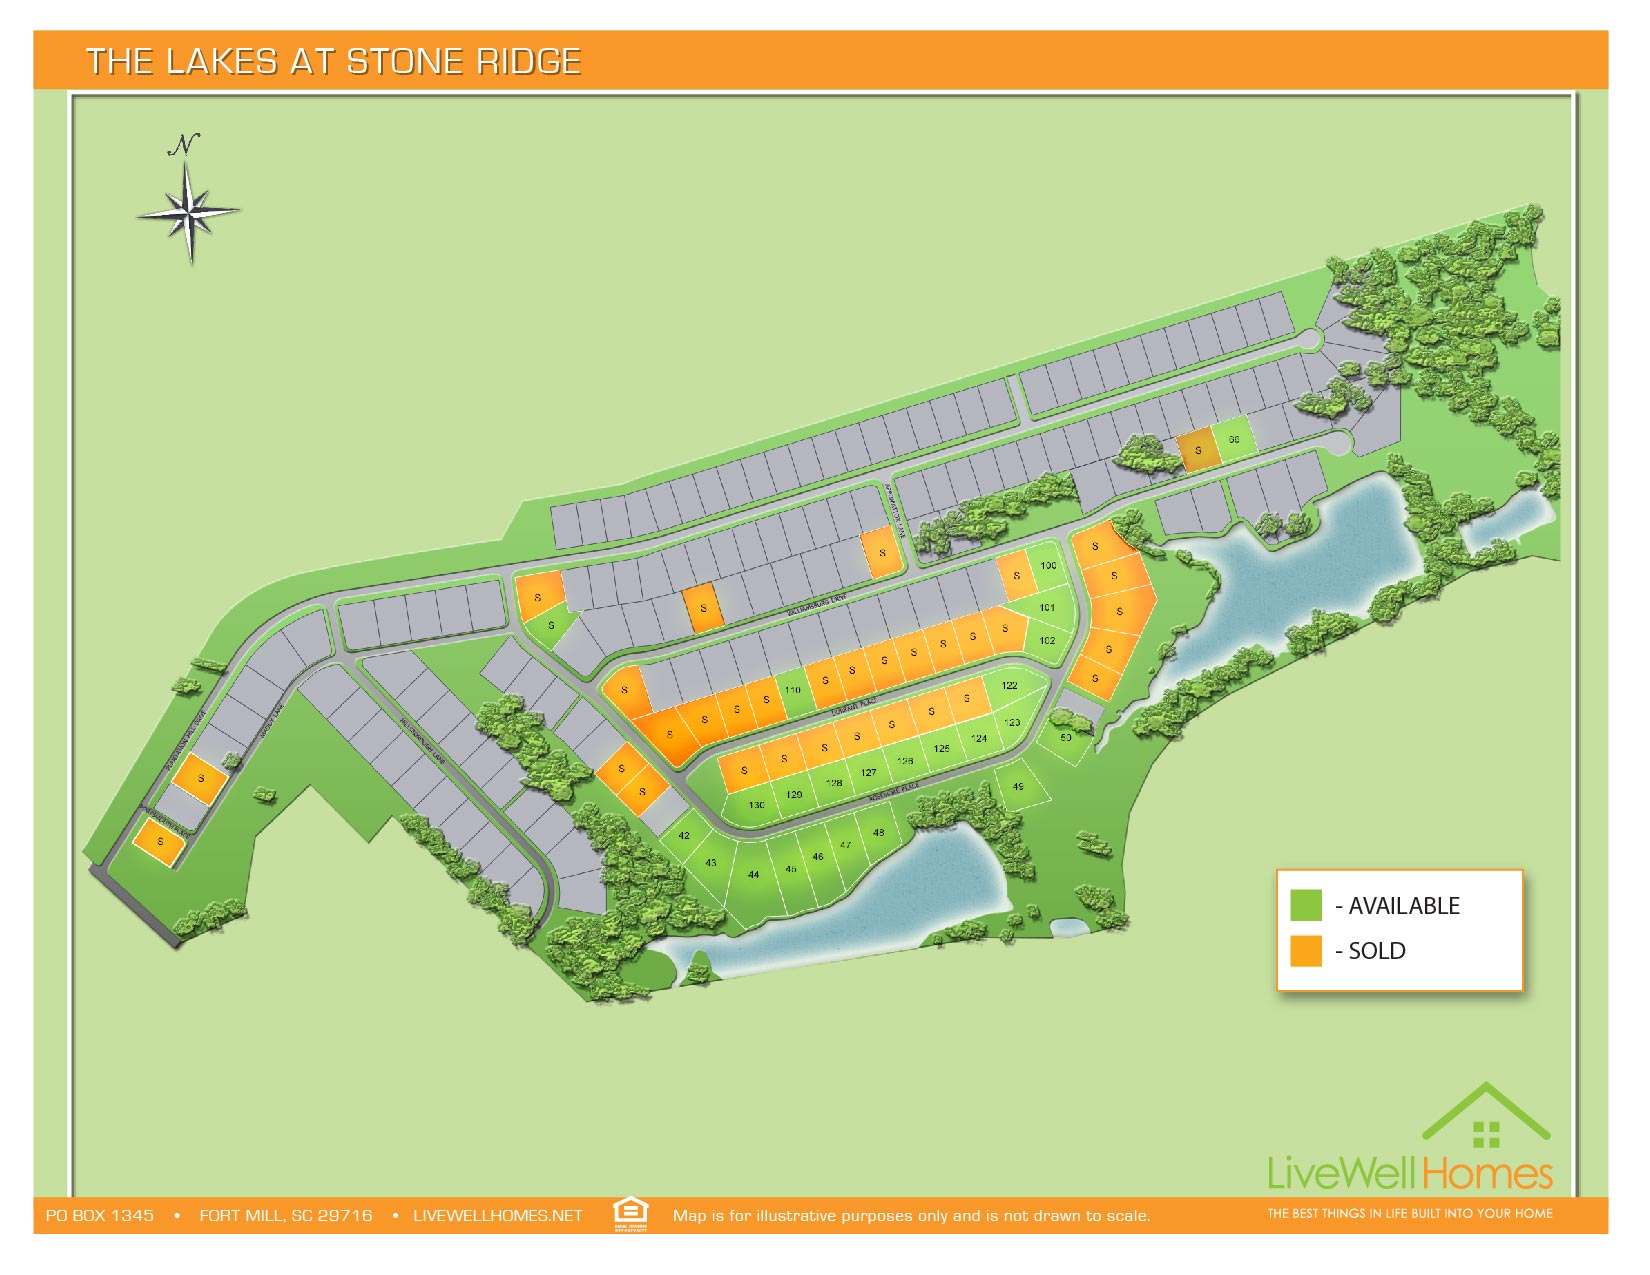 THE LAKES AT STONE RIDGE
N
S
66
S
S
100
S
S
S
S
S
101
S
S
S
S
102
S
S
S
S
S
S
S
110
122
S
S
S
S
S
123
S
S
124
50
S
125
S
126
S
S
127
S
128
49
S
129
130
48
42
47
46
43
45
44
S
S
WILLIAMSBURG DRIVE
- AVAILABLE
- SOLD
LiveWell Homes
THE BEST THINGS IN LIFE BUILT INTO YOUR HOME
PO BOX 1345 • FORT MILL, SC 29716 • LIVEWELLHOMES.NET
Map is for illustrative purposes only and is not drawn to scale.